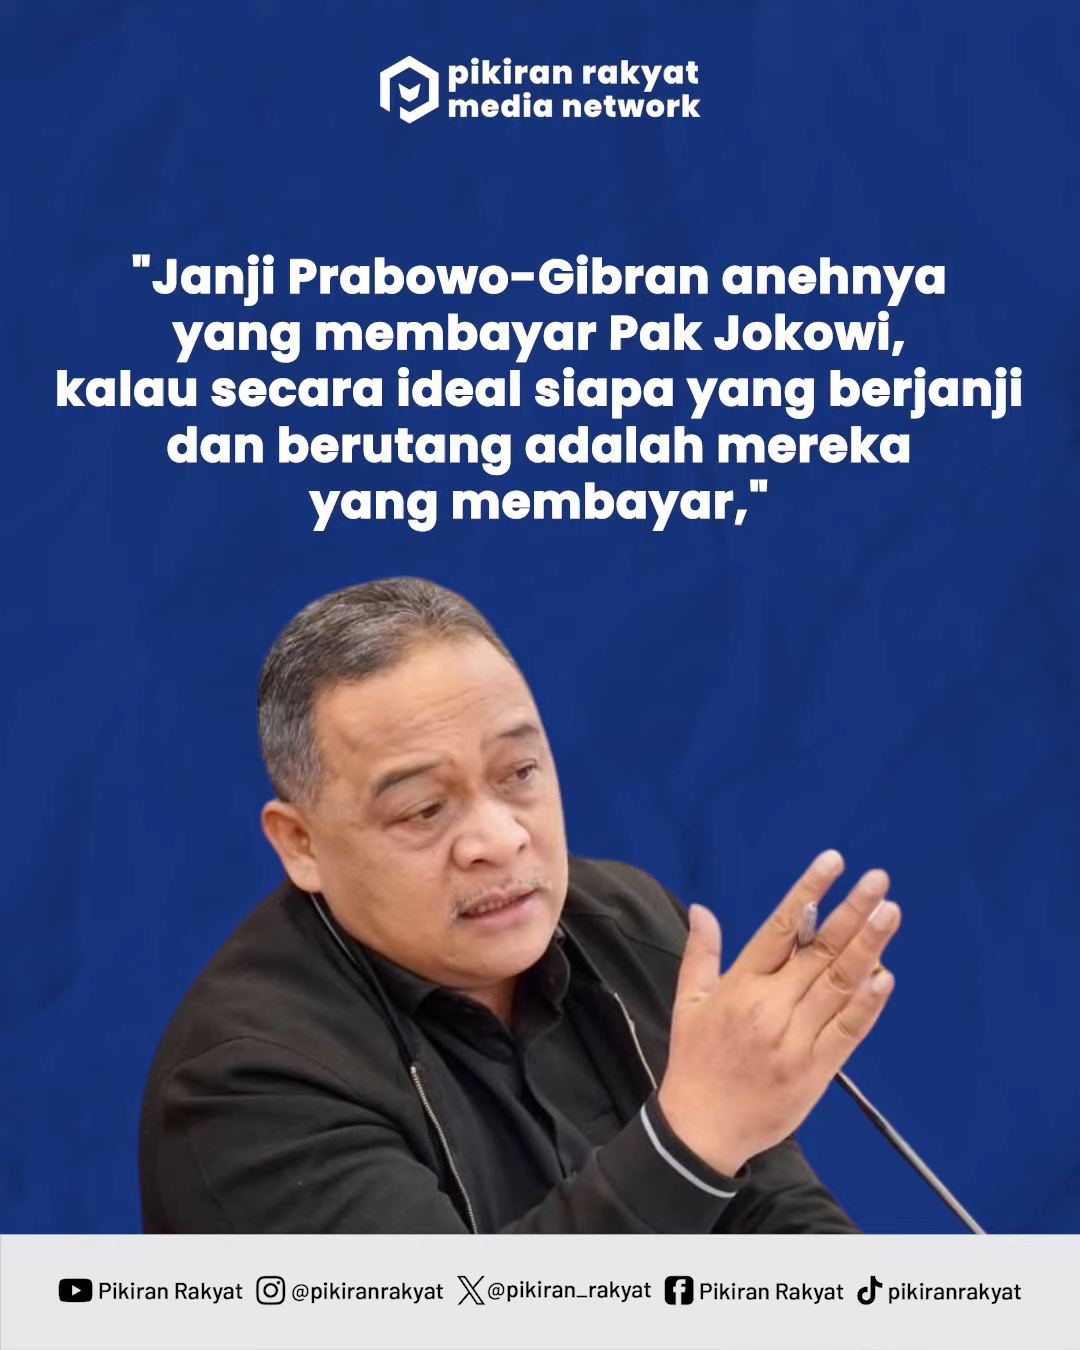 pikiran rakyat
media network
"Janji Prabowo-Gibran anehnya
yang membayar Pak Jokowi,
kalau secara ideal siapa yang berjanji
dan berutang adalah mereka
yang membayar,"
Pikiran Rakyat @pikiranrakyat @pikiran_rakyat Pikiran Rakyat pikiranrakyat